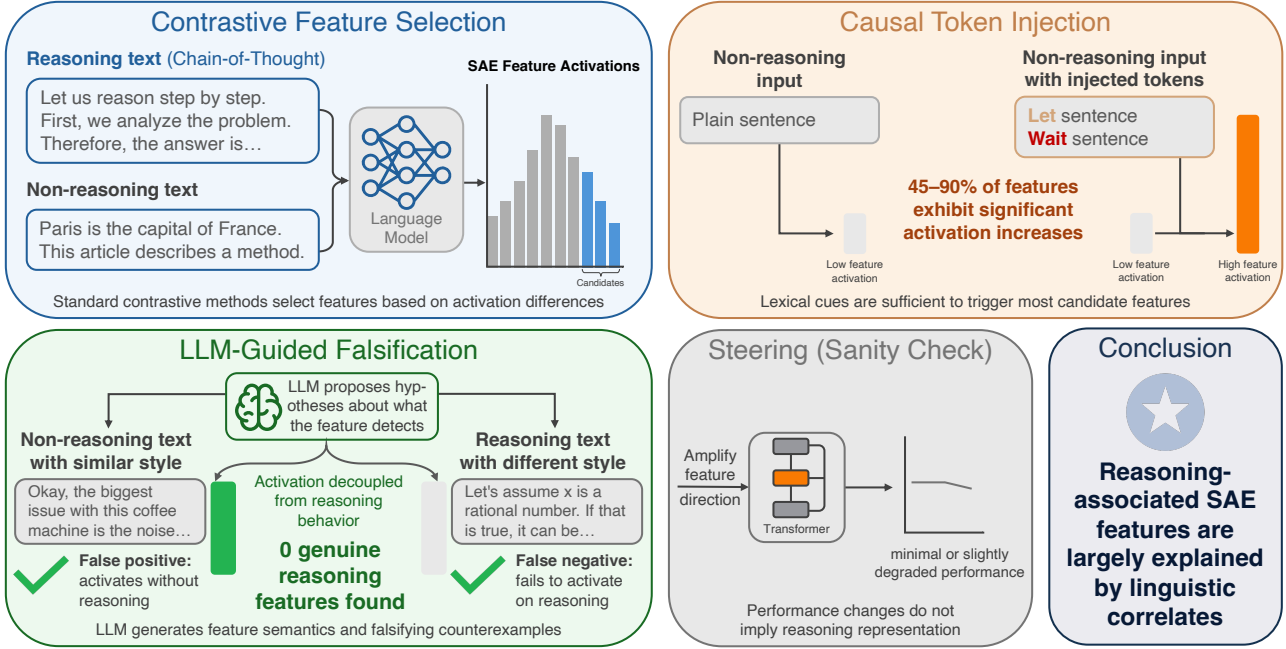 Contrastive Feature Selection
Reasoning text (Chain-of-Thought)
Let us reason step by step.
First, we analyze the problem.
Therefore, the answer is…
Non-reasoning text
Paris is the capital of France.
This article describes a method.
Language
Model
SAE Feature Activations
Candidates
Standard contrastive methods select features based on activation differences
Causal Token Injection
Non-reasoning
input
Plain sentence
Low feature
activation
45–90% of features
exhibit significant
activation increases
Non-reasoning input
with injected tokens
Let sentence
Wait sentence
Low feature
activation
High feature
activation
Lexical cues are sufficient to trigger most candidate features
LLM-Guided Falsification
LLM proposes hyp-
otheses about what
the feature detects
Non-reasoning text
with similar style
Okay, the biggest
issue with this coffee
machine is the noise…
False positive:
activates without
reasoning
Activation decoupled
from reasoning
behavior
0 genuine
reasoning
features found
Reasoning text
with different style
Let's assume x is a
rational number. If that
is true, it can be…
False negative:
fails to activate
on reasoning
LLM generates feature semantics and falsifying counterexamples
Steering (Sanity Check)
Amplify
feature
direction
Transformer
minimal or slightly
degraded performance
Performance changes do not
imply reasoning representation
Conclusion
Reasoning-
associated SAE
features are
largely explained
by linguistic
correlates